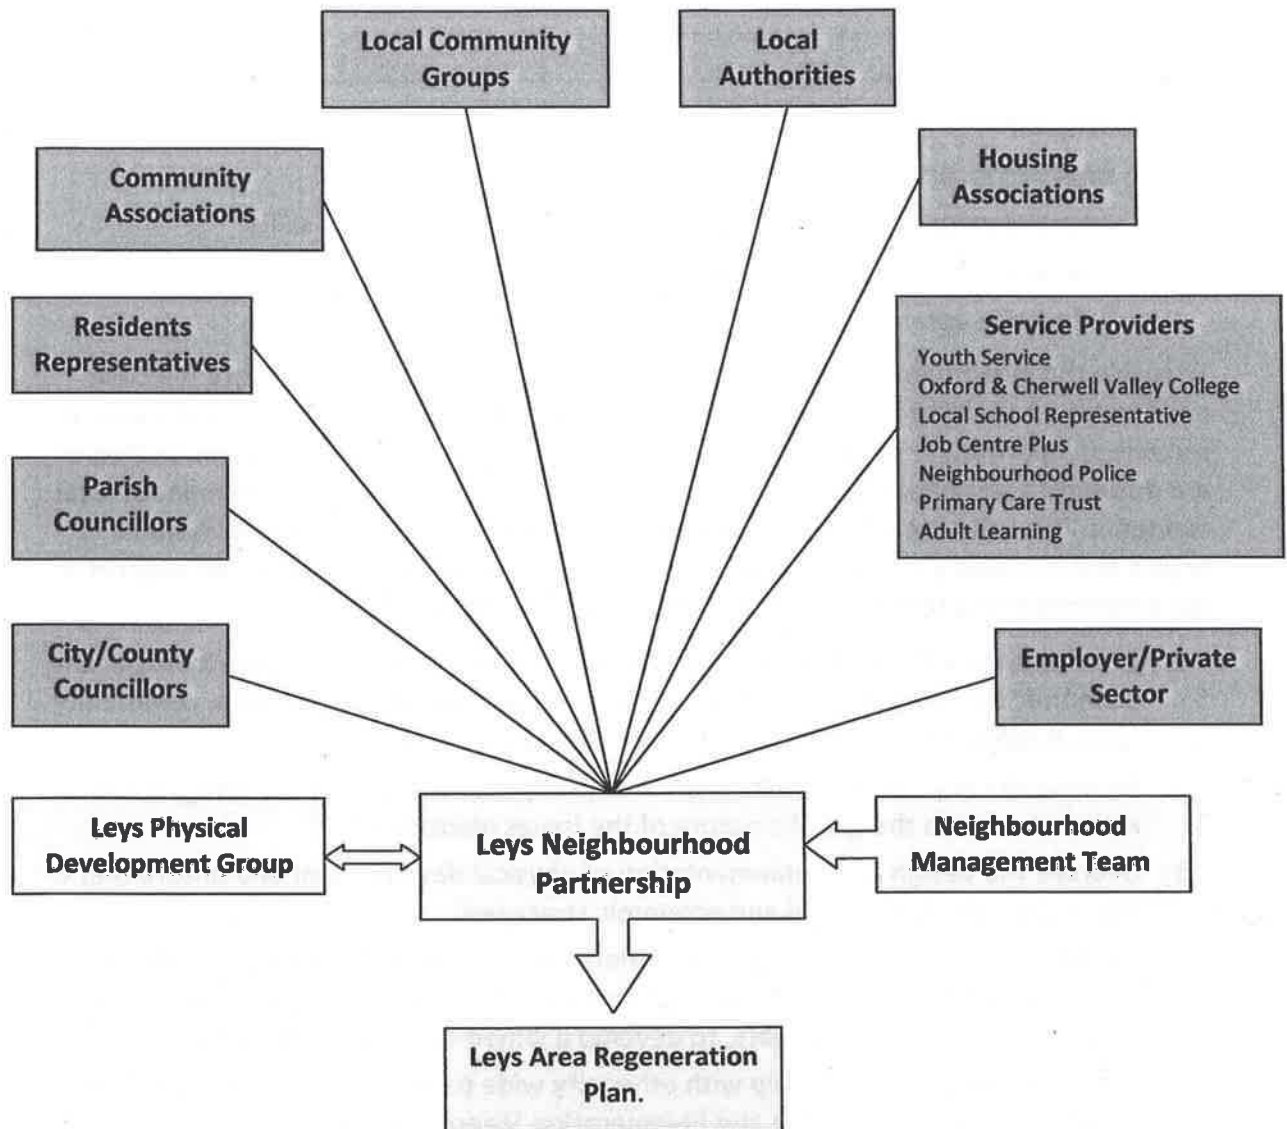 Local Community
Groups
Local
Authorities
Community
Associations
Housing
Associations
Residents
Representatives
Service Providers
Youth Service
Oxford & Cherwell Valley College
Local School Representative
Job Centre Plus
Neighbourhood Police
Primary Care Trust
Adult Learning
Parish
Councillors
City/County
Councillors
Employer/Private
Sector
Leys Physical
Development Group
Leys Neighbourhood
Partnership
Neighbourhood
Management Team
Leys Area Regeneration
Plan.